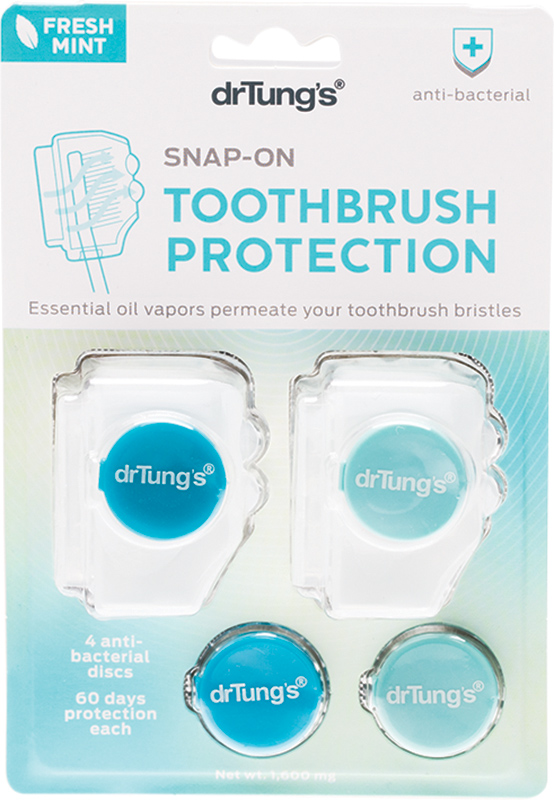 FRESH
MINT
drTung's®
anti-bacterial
SNAP-ON
TOOTHBRUSH
PROTECTION
Essential oil vapors permeate your toothbrush bristles
drTung's®
drTung's®
4 anti-
bacterial
discs
60 days
protection
each
drTung's®
drTung's®
Net wt. 1,600 mg